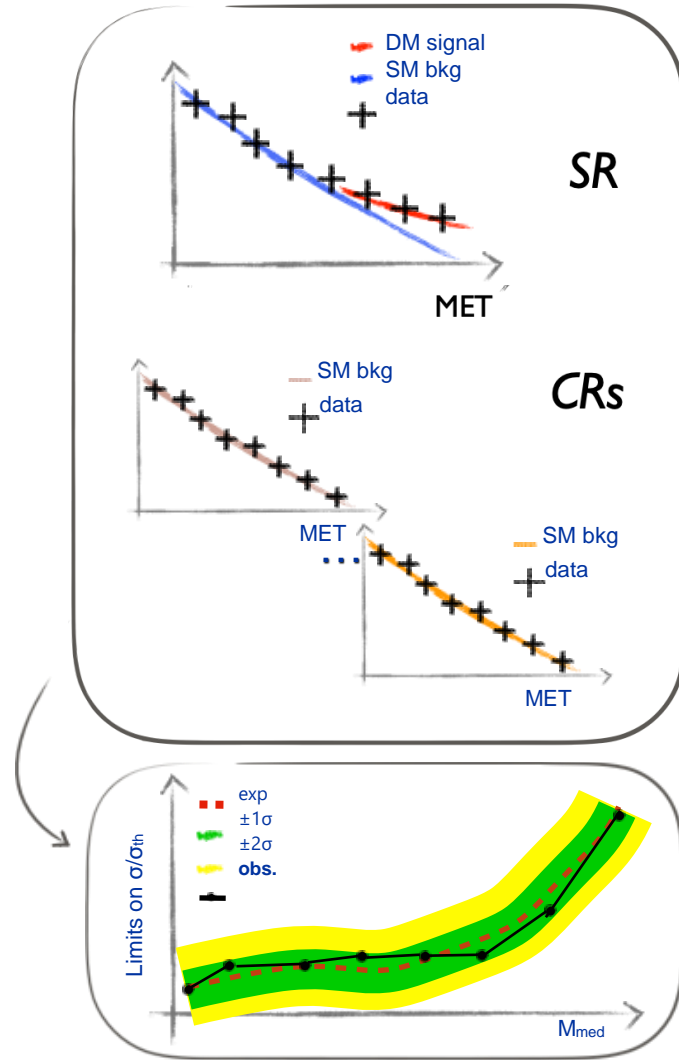 DM signal
SM bkg
data
SR
MET
SM bkg
data
CRs
MET
...
SM bkg
data
MET
exp
±1σ
±2σ
obs.
Limits on σ/σth
Mmed